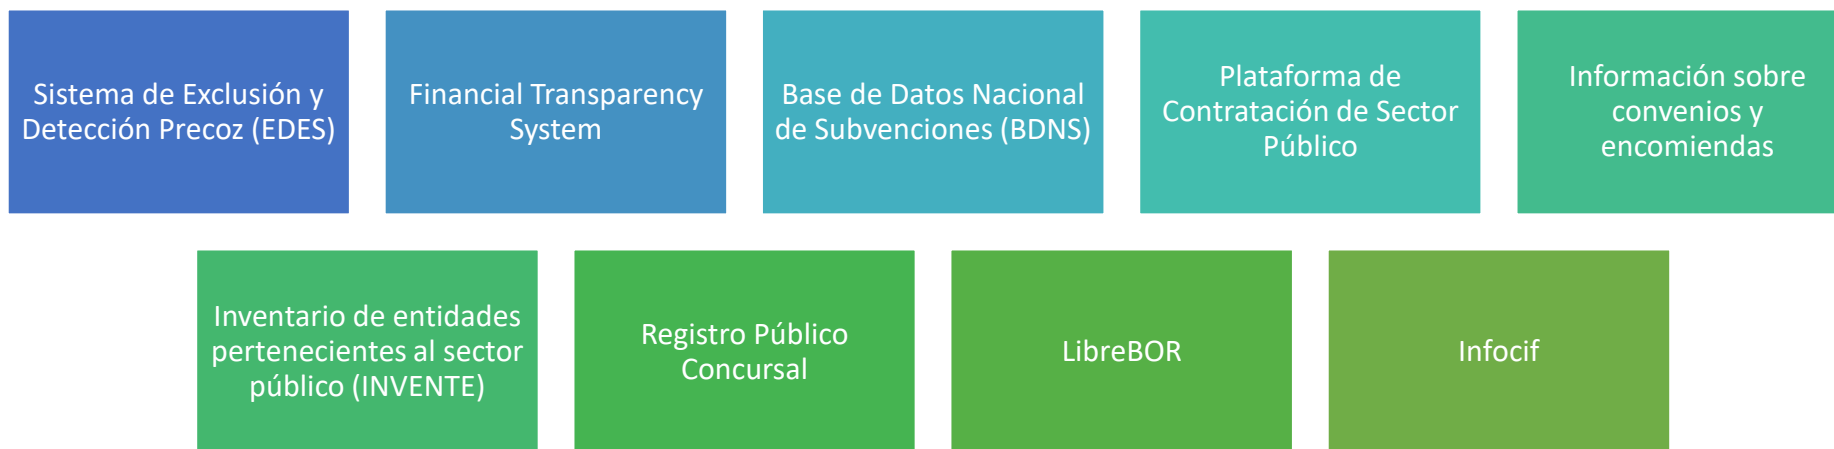 Sistema de Exclusión y
Detección Precoz (EDES)
Financial Transparency
System
Base de Datos Nacional
de Subvenciones (BDNS)
Plataforma de
Contratación de Sector
Público
Información sobre
convenios y
encomiendas
Inventario de entidades
pertenecientes al sector
público (INVENTE)
Registro Público
Concursal
LibreBOR
Infocif